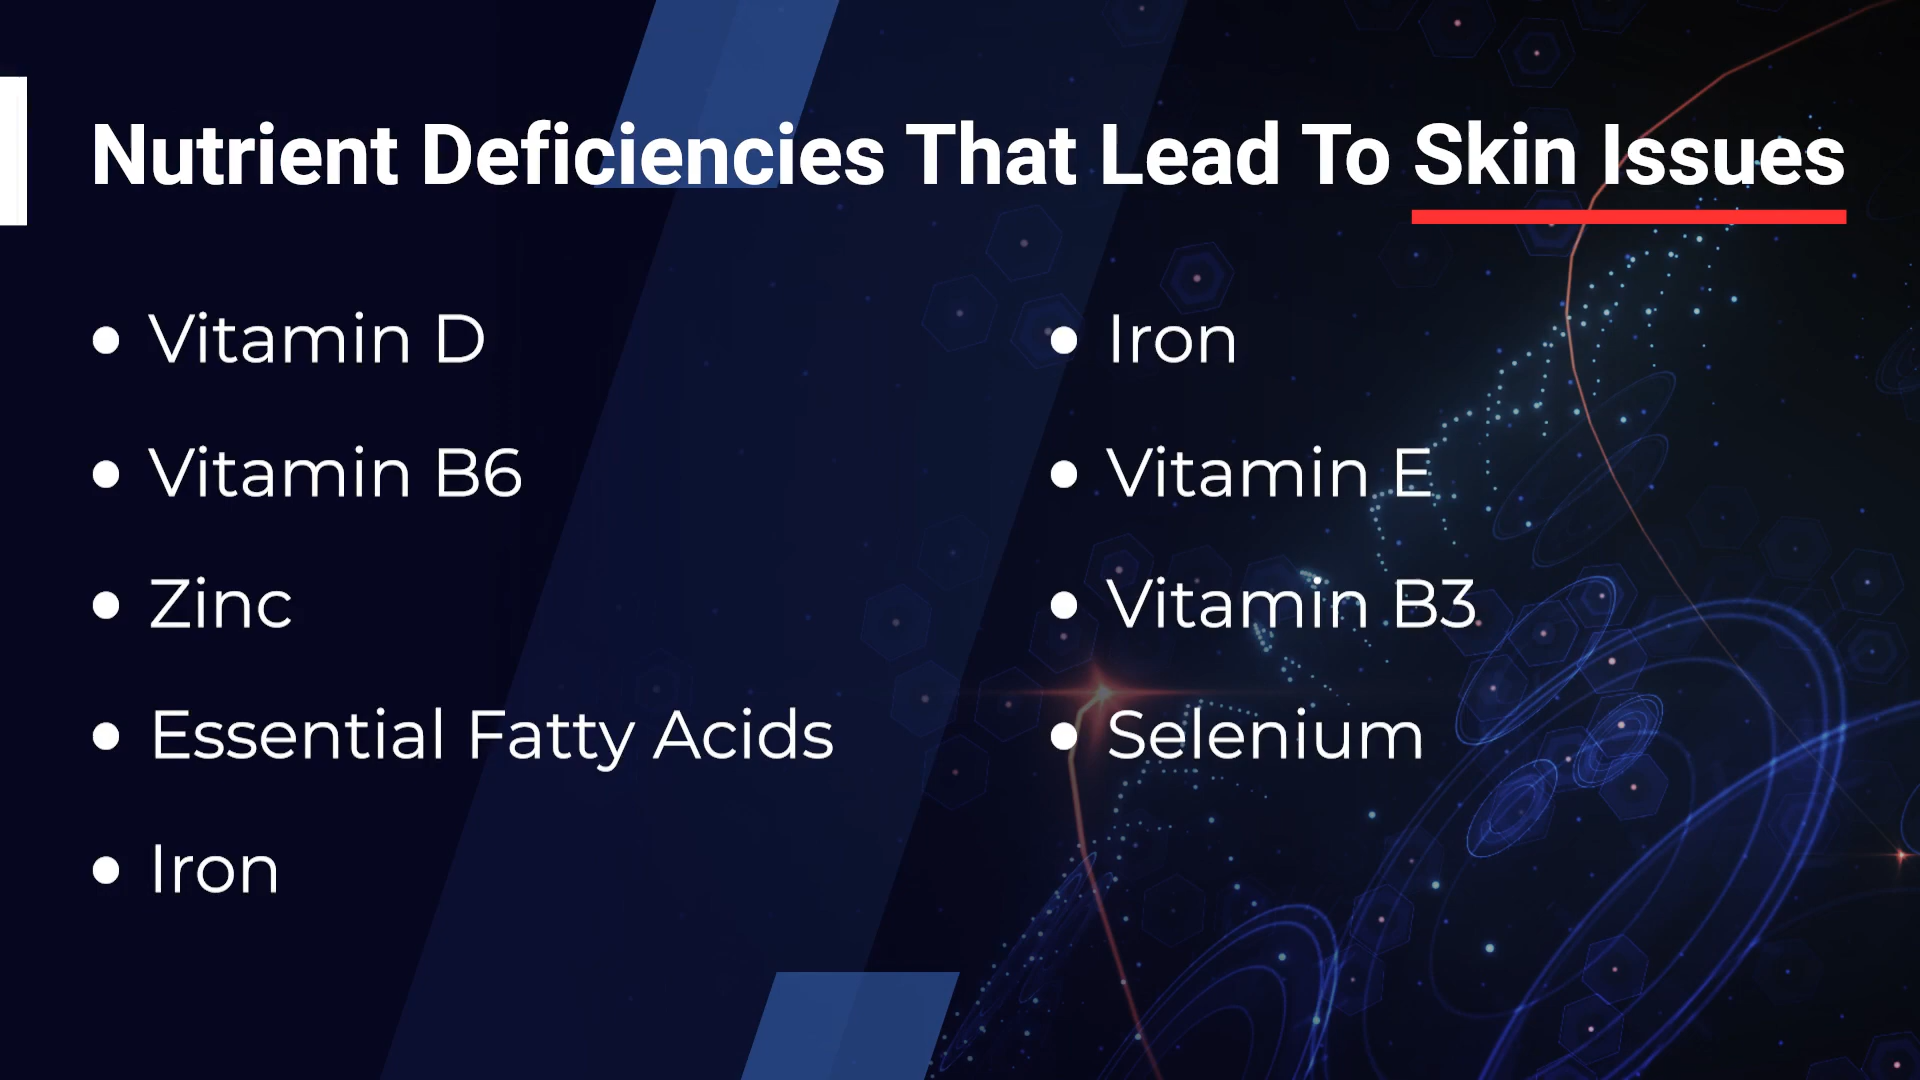 Nutrient Deficiencies That Lead To Skin Issues
• Vitamin D
• Vitamin B6
• Zinc
• Essential Fatty Acids
• Iron
• Iron
• Vitamin E
• Vitamin B3
• Selenium